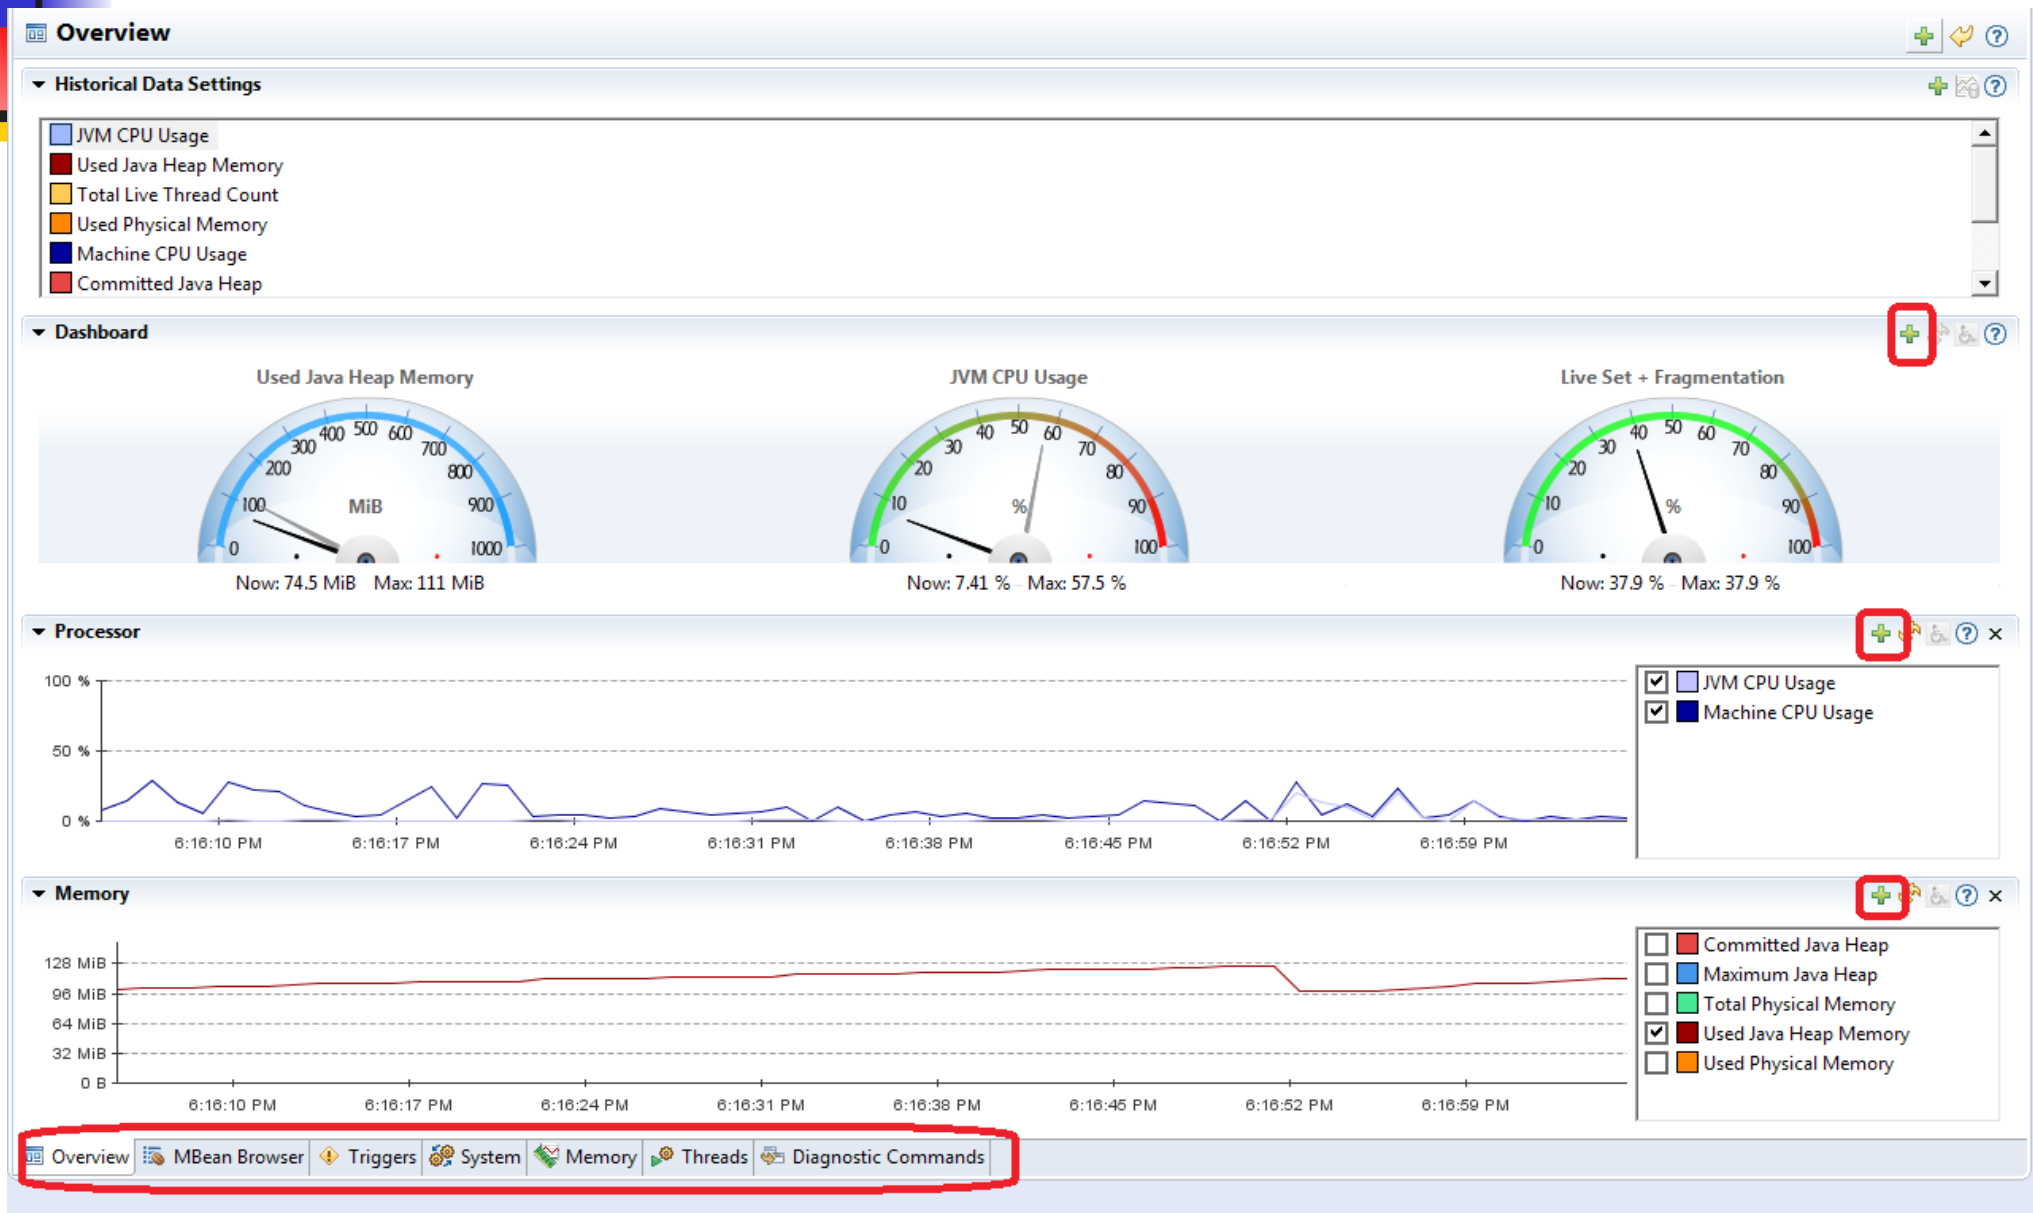 Overview
Historical Data Settings
JVM CPU Usage
Used Java Heap Memory
Total Live Thread Count
Used Physical Memory
Machine CPU Usage
Committed Java Heap
Dashboard
Used Java Heap Memory
0 100 200 300 400 500 600 700 800 900 1000
MiB
Now: 74.5 MiB Max: 111 MiB
JVM CPU Usage
0 10 20 30 40 50 60 70 80 90 100
%
Now: 7.41 % Max: 57.5 %
Live Set + Fragmentation
0 10 20 30 40 50 60 70 80 90 100
%
Now: 37.9 % Max: 37.9 %
Processor
100 %
50 %
0 %
6:16:10 PM 6:16:17 PM 6:16:24 PM 6:16:31 PM 6:16:38 PM 6:16:45 PM 6:16:52 PM 6:16:59 PM
JVM CPU Usage
Machine CPU Usage
Memory
128 MiB
96 MiB
64 MiB
32 MiB
0 B
6:16:10 PM 6:16:17 PM 6:16:24 PM 6:16:31 PM 6:16:38 PM 6:16:45 PM 6:16:52 PM 6:16:59 PM
Committed Java Heap
Maximum Java Heap
Total Physical Memory
Used Java Heap Memory
Used Physical Memory
Overview MBean Browser Triggers System Memory Threads Diagnostic Commands